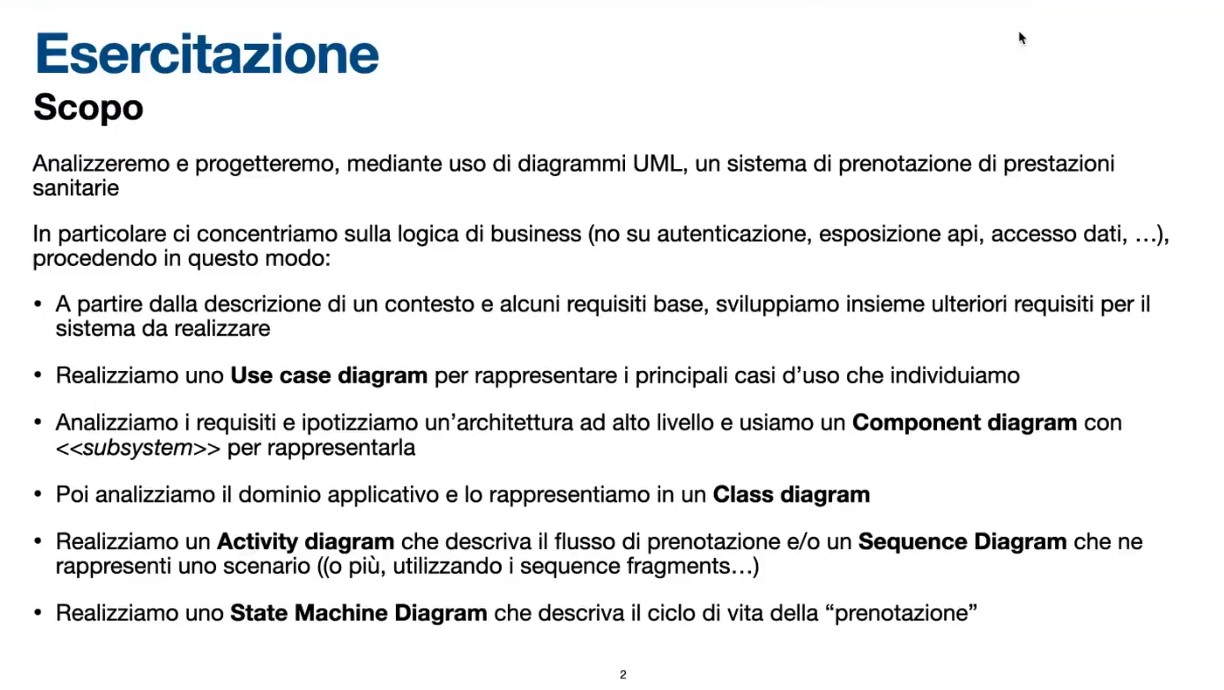 Esercitazione
Scopo
Analizzeremo e progetteremo, mediante uso di diagrammi UML, un sistema di prenotazione di prestazioni
sanitarie
In particolare ci concentriamo sulla logica di business (no su autenticazione, esposizione api, accesso dati, …),
procedendo in questo modo:
• A partire dalla descrizione di un contesto e alcuni requisiti base, sviluppiamo insieme ulteriori requisiti per il
sistema da realizzare
• Realizziamo uno Use case diagram per rappresentare i principali casi d’uso che individuiamo
• Analizziamo i requisiti e ipotizziamo un’architettura ad alto livello e usiamo un Component diagram con
<<subsystem>> per rappresentarla
• Poi analizziamo il dominio applicativo e lo rappresentiamo in un Class diagram
• Realizziamo un Activity diagram che descriva il flusso di prenotazione e/o un Sequence Diagram che ne
rappresenti uno scenario ((o più, utilizzando i sequence fragments…)
• Realizziamo uno State Machine Diagram che descriva il ciclo di vita della “prenotazione”
2